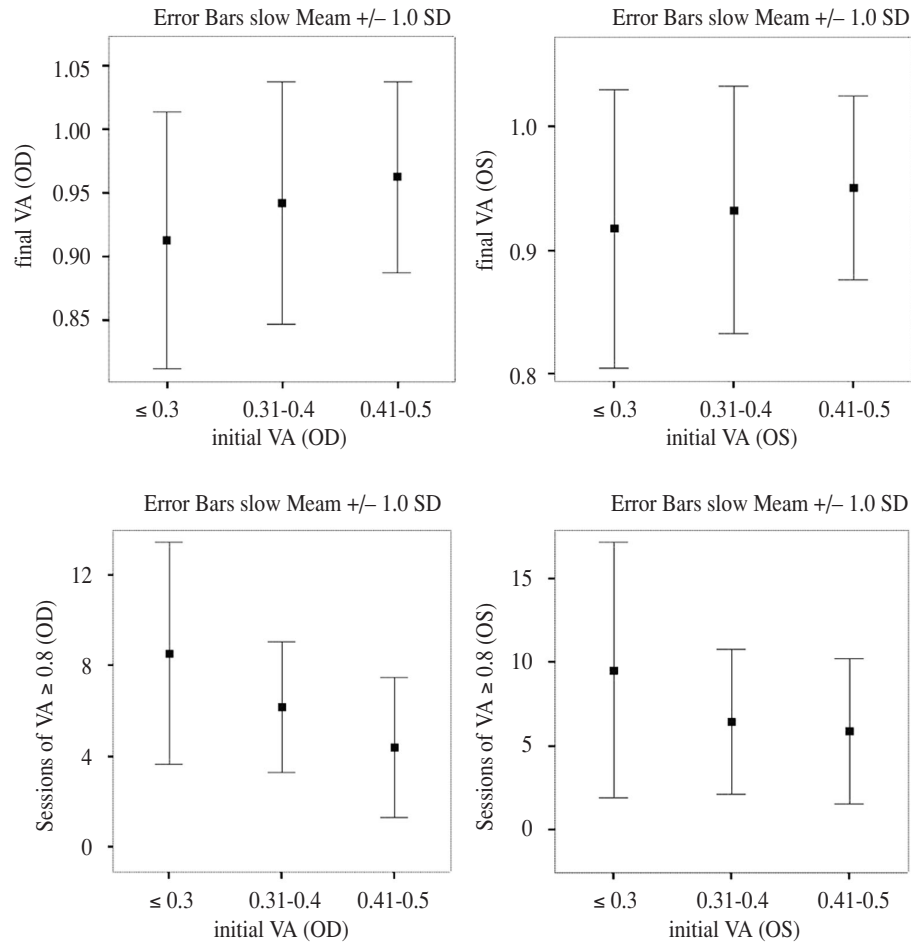 Error Bars slow Meam +/– 1.0 SD
final VA (OD)
1.05
1.00
0.95
0.90
0.85
≤ 0.3
0.31-0.4
0.41-0.5
initial VA (OD)
Error Bars slow Meam +/– 1.0 SD
final VA (OS)
1.0
0.9
0.8
≤ 0.3
0.31-0.4
0.41-0.5
initial VA (OS)
Error Bars slow Meam +/– 1.0 SD
Sessions of VA ≥ 0.8 (OD)
12
8
4
0
≤ 0.3
0.31-0.4
0.41-0.5
initial VA (OD)
Error Bars slow Meam +/– 1.0 SD
Sessions of VA ≥ 0.8 (OS)
15
10
5
0
≤ 0.3
0.31-0.4
0.41-0.5
initial VA (OS)